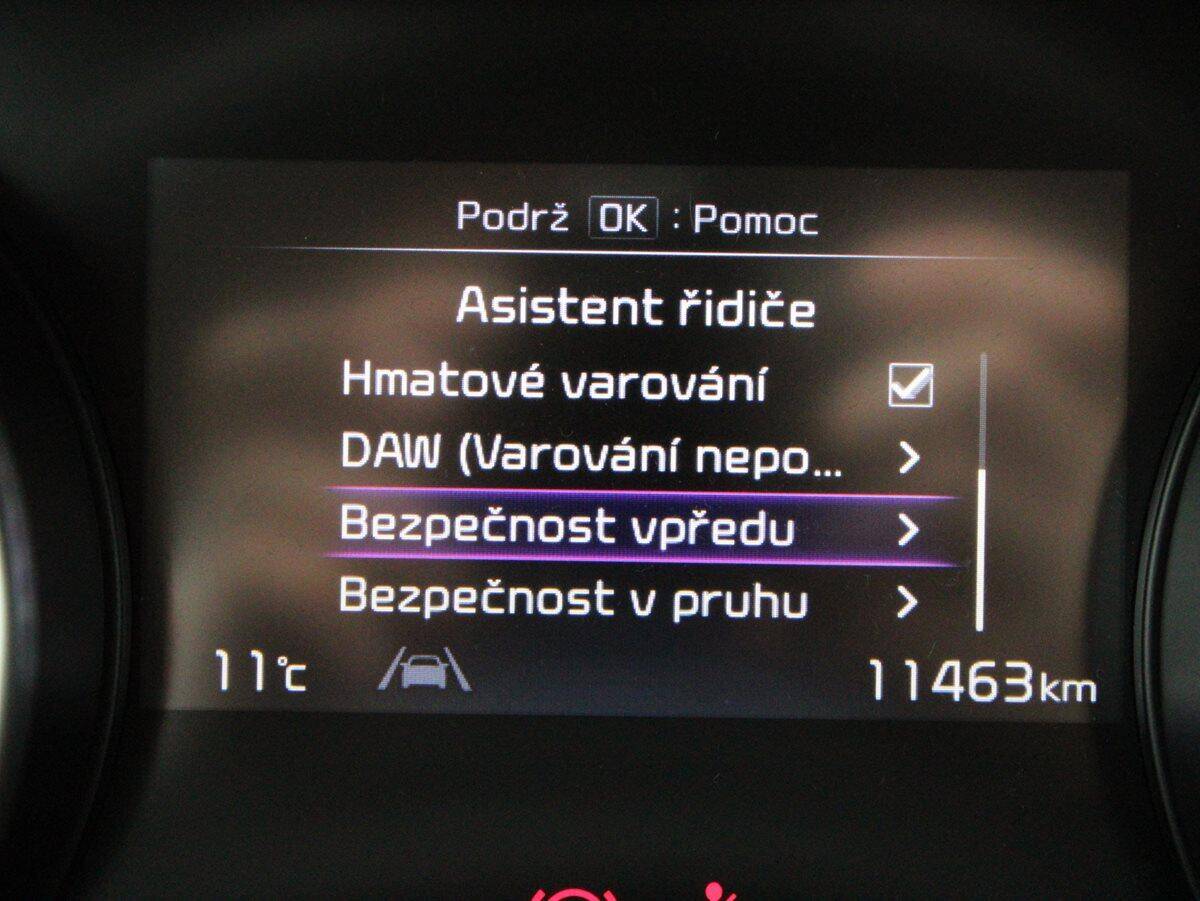 Podrž OK : Pomoc
Asistent řidiče
Hmatové varování
DAW (Varování nepo...
Bezpečnost vpředu
Bezpečnost v pruhu
11°C 11463km